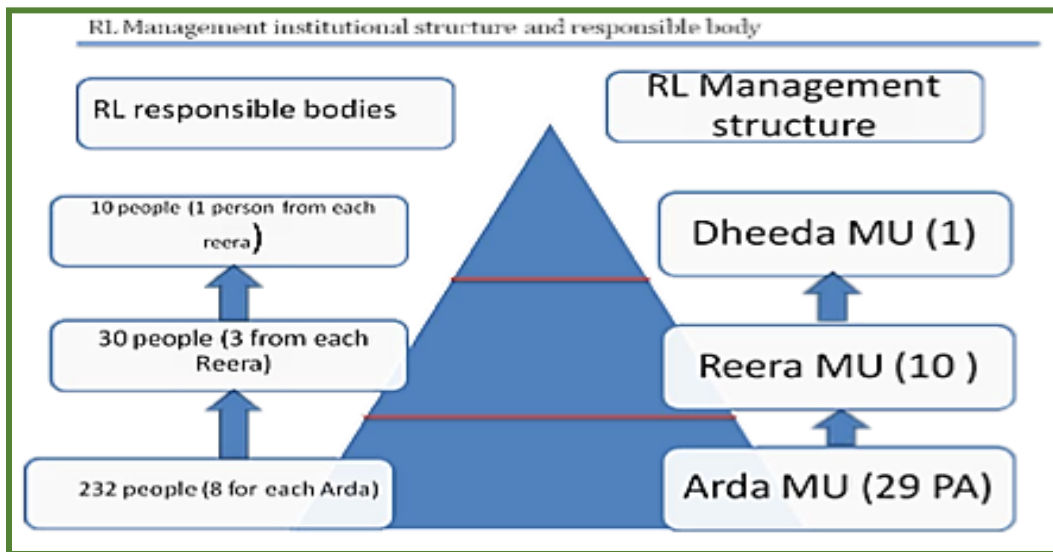 RL Management institutional structure and responsible body
RL responsible bodies
RL Management
structure
10 people (1 person from each
reera)
Dheeda MU (1)
30 people (3 from each
Reera)
Reera MU (10 )
232 people (8 for each Arda)
Arda MU (29 PA)